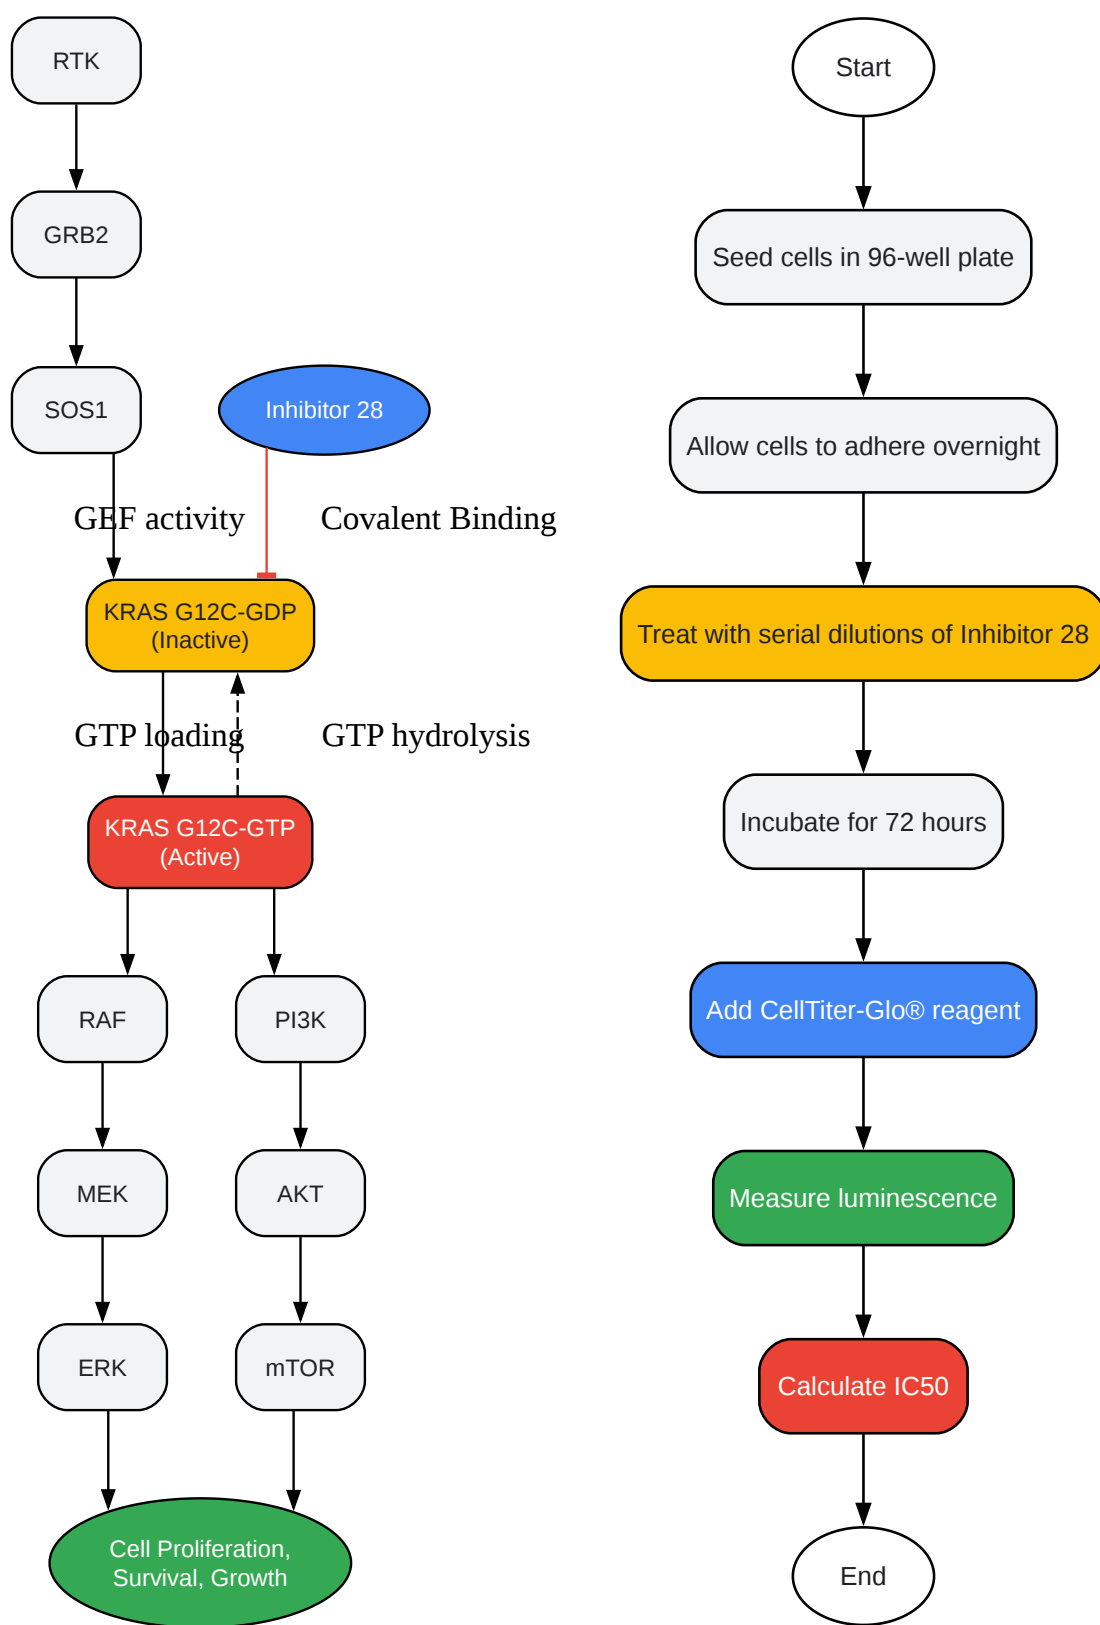 RTK
GRB2
SOS1
Inhibitor 28
GEF activity
Covalent Binding
KRAS G12C-GDP
(Inactive)
GTP loading
GTP hydrolysis
KRAS G12C-GTP
(Active)
RAF
PI3K
MEK
AKT
ERK
mTOR
Cell Proliferation,
Survival, Growth
Start
Seed cells in 96-well plate
Allow cells to adhere overnight
Treat with serial dilutions of Inhibitor 28
Incubate for 72 hours
Add CellTiter-Glo® reagent
Measure luminescence
Calculate IC50
End